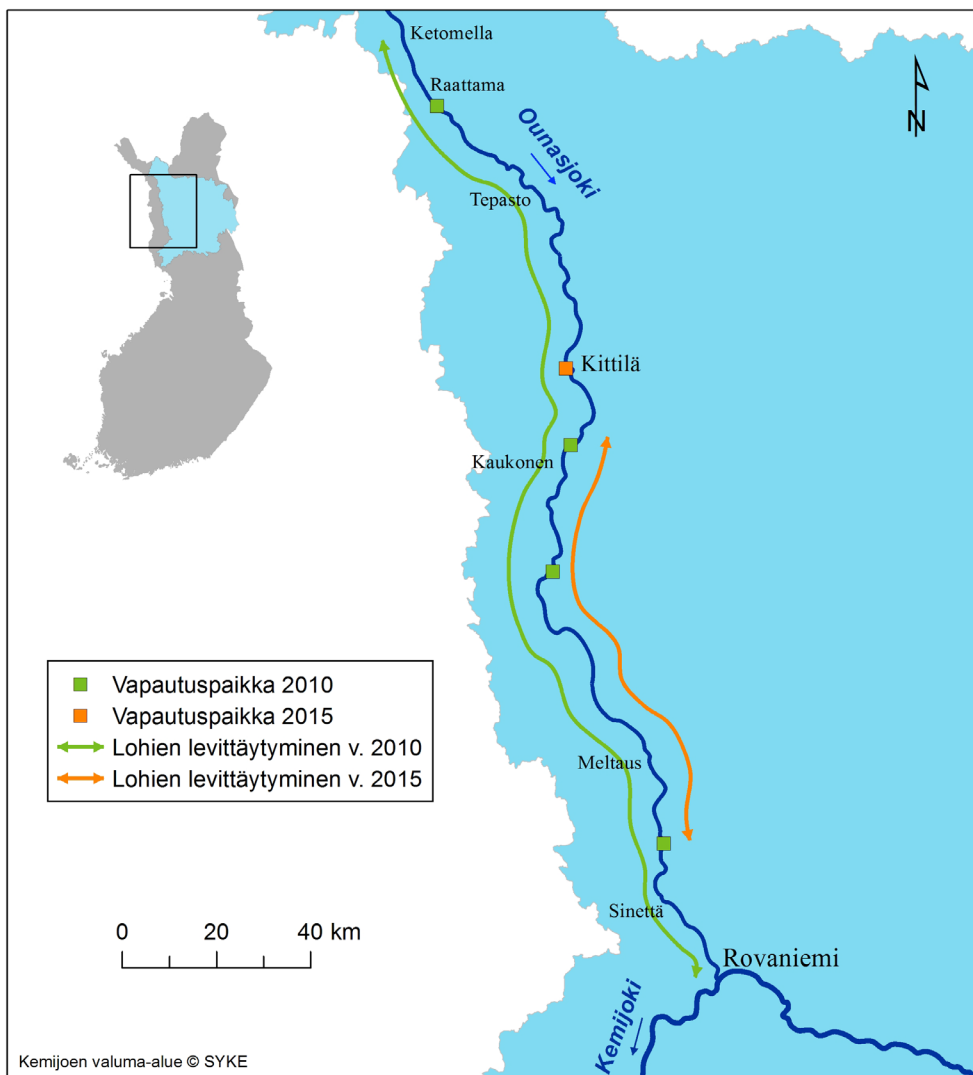 Ketomella
Raattama
Ounasjoki
N
Tepasto
Kittilä
Kaukonen
Vapautuspaikka 2010
Vapautuspaikka 2015
Lohien levittäytyminen v. 2010
Lohien levittäytyminen v. 2015
Meltaus
Sinettä
0 20 40 km
Rovaniemi
Kemijoki
Kemijoen valuma-alue © SYKE